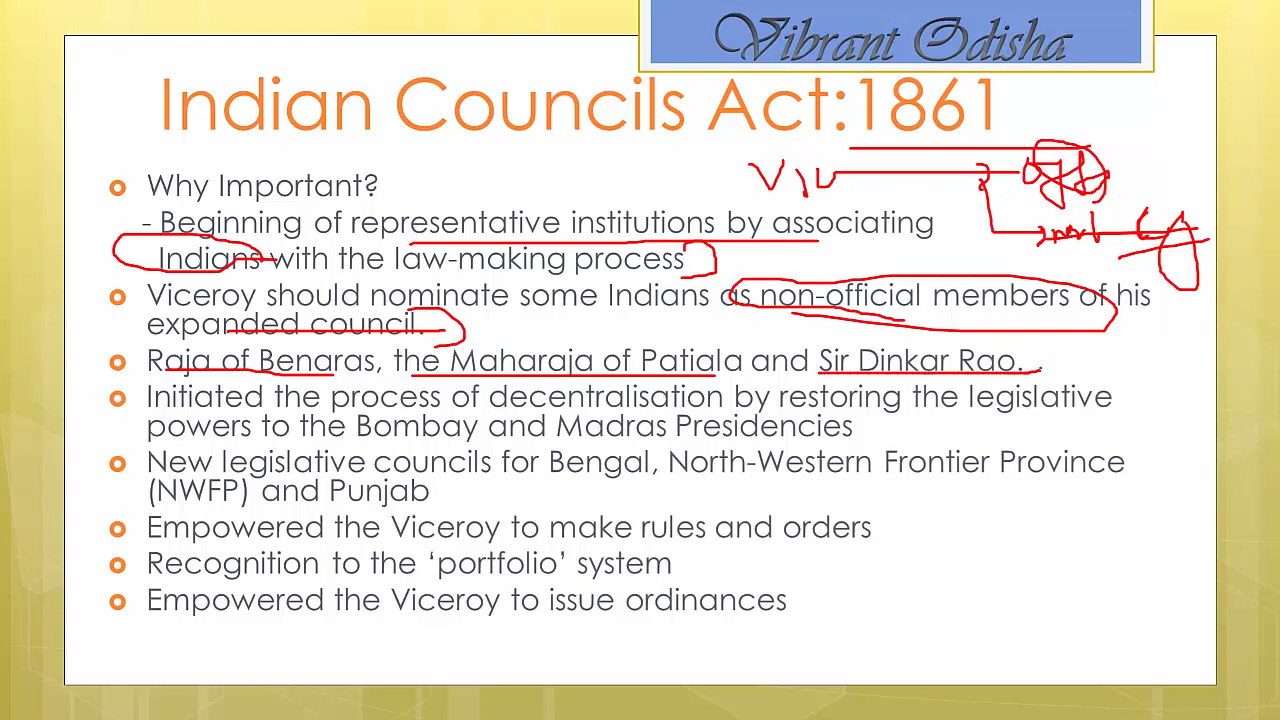 Vibrant Odisha
Indian Councils Act:1861
Why Important?
- Beginning of representative institutions by associating
Indians with the law-making process
Viceroy should nominate some Indians as non-official members of his
expanded council.
Raja of Benaras, the Maharaja of Patiala and Sir Dinkar Rao.
Initiated the process of decentralisation by restoring the legislative
powers to the Bombay and Madras Presidencies
New legislative councils for Bengal, North-Western Frontier Province
(NWFP) and Punjab
Empowered the Viceroy to make rules and orders
Recognition to the ‘portfolio’ system
Empowered the Viceroy to issue ordinances